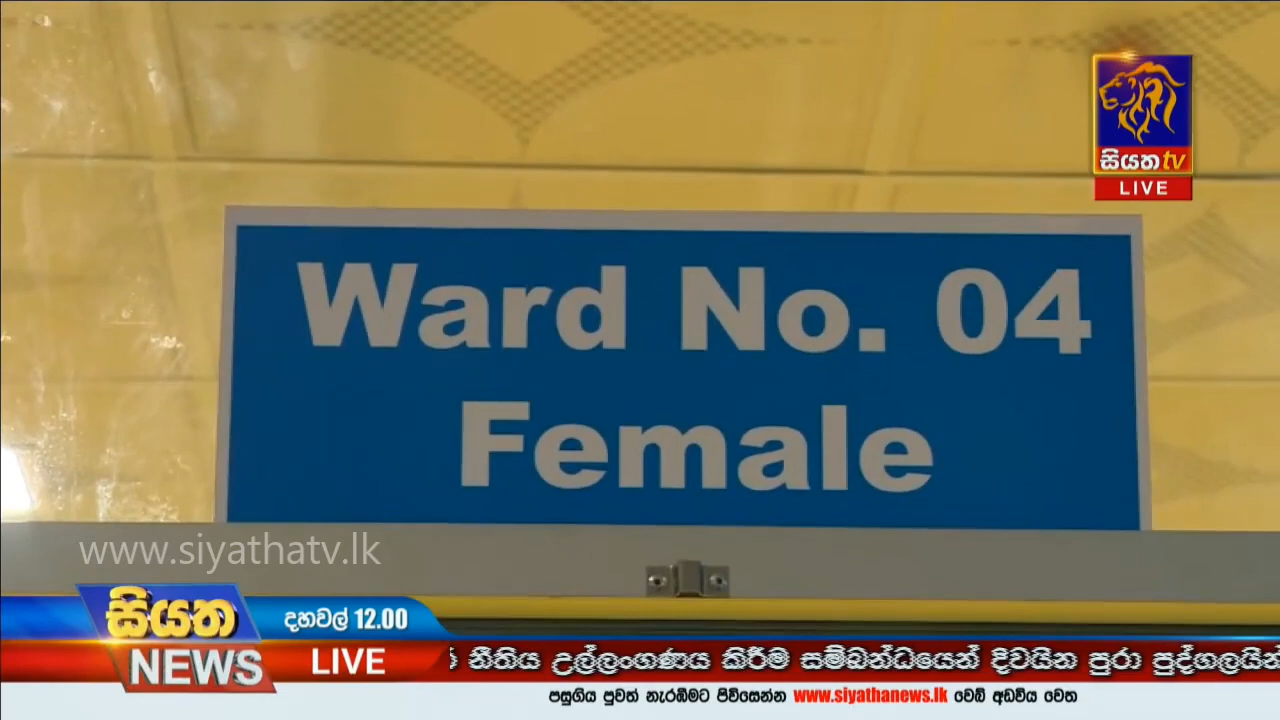 සියත tv
LIVE
Ward No. 04
Female
www.siyathatv.lk
සියත
NEWS
දහවල් 12.00
LIVE
නීතිය උල්ලංගණය කිරීම සම්බන්ධයෙන් දිවයින පුරා පුද්ගලයින්
පසුගිය පුවත් නැරඹීමට පිවිසෙන්න www.siyathanews.lk වෙබ් අඩවිය වෙත